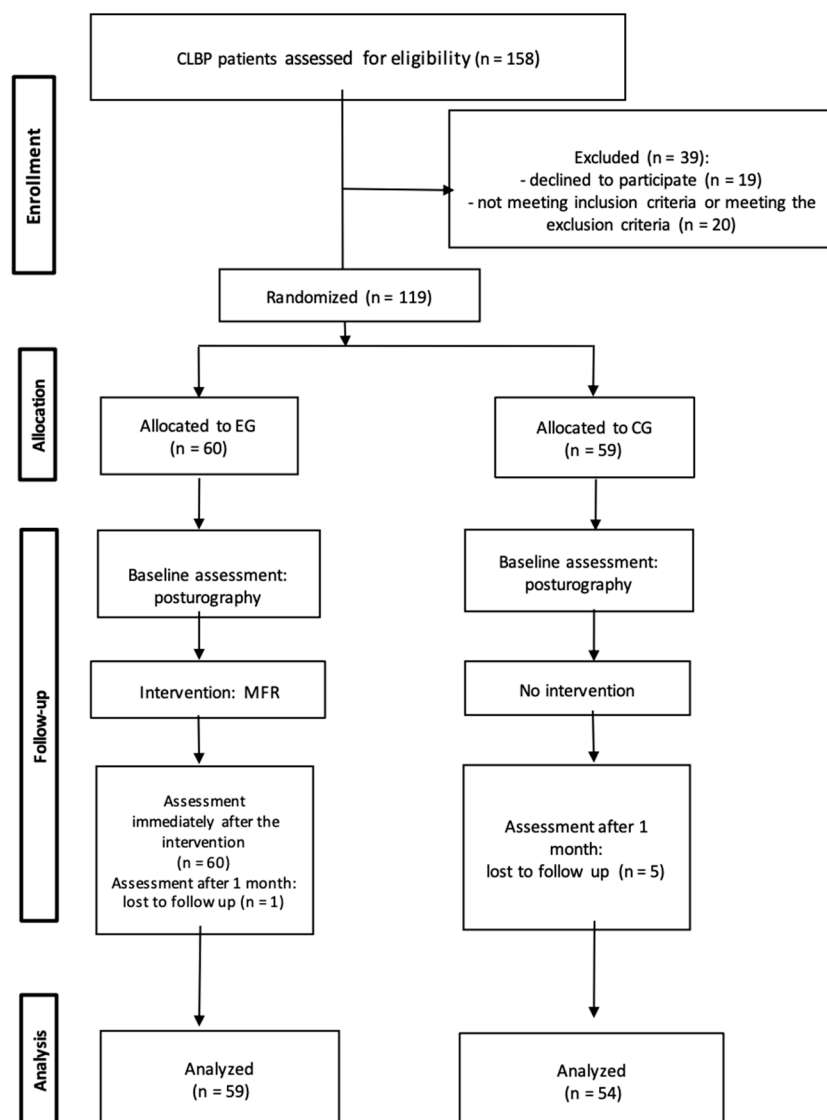 CLBP patients assessed for eligibility (n = 158)
Enrollment
Excluded (n = 39):
- declined to participate (n = 19)
- not meeting inclusion criteria or meeting the
exclusion criteria (n = 20)
Randomized (n = 119)
Allocation
Allocated to EG
(n = 60)
Allocated to CG
(n = 59)
Follow-up
Baseline assessment:
posturography
Baseline assessment:
posturography
Intervention: MFR
No intervention
Assessment
immediately after the
intervention
(n = 60)
Assessment after 1 month:
lost to follow up (n = 1)
Assessment after 1
month:
lost to follow up (n = 5)
Analysis
Analyzed
(n = 59)
Analyzed
(n = 54)